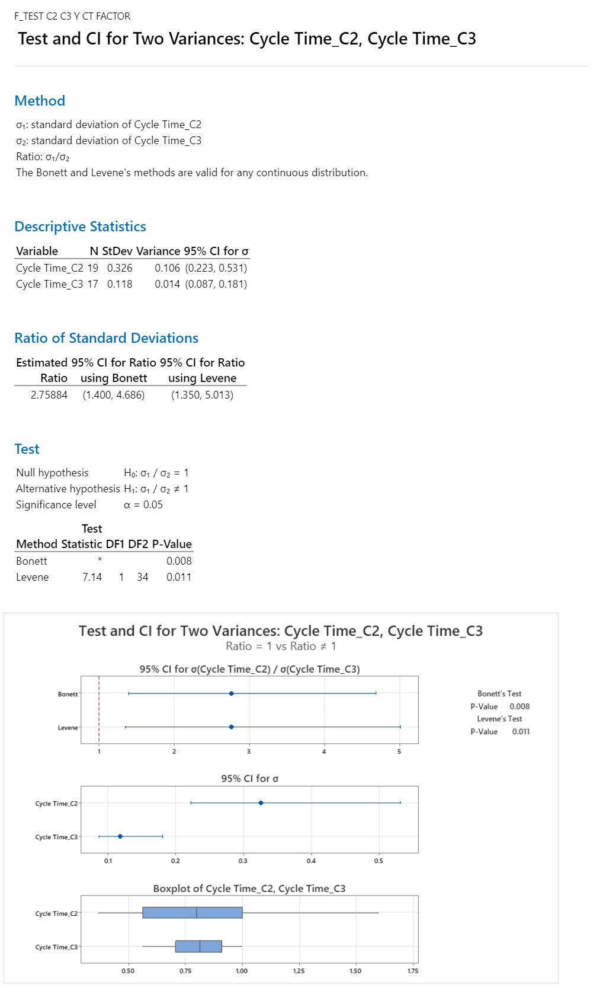 F_TEST C2 C3 Y CT FACTOR
Test and CI for Two Variances: Cycle Time_C2, Cycle Time_C3
Method
σ₁: standard deviation of Cycle Time_C2
σ₂: standard deviation of Cycle Time_C3
Ratio: σ₁/σ₂
The Bonett and Levene's methods are valid for any continuous distribution.
Descriptive Statistics
Variable N StDev Variance 95% CI for σ
Cycle Time_C2 19 0.326 0.106 (0.223, 0.531)
Cycle Time_C3 17 0.118 0.014 (0.087, 0.181)
Ratio of Standard Deviations
Estimated 95% CI for Ratio 95% CI for Ratio
Ratio using Bonett using Levene
2.75884 (1.400, 4.686) (1.350, 5.013)
Test
Null hypothesis H₀: σ₁ / σ₂ = 1
Alternative hypothesis H₁: σ₁ / σ₂ ≠ 1
Significance level α = 0.05
Test
Method Statistic DF1 DF2 P-Value
Bonett * 0.008
Levene 7.14 1 34 0.011
Test and CI for Two Variances: Cycle Time_C2, Cycle Time_C3
Ratio = 1 vs Ratio ≠ 1
95% CI for σ(Cycle Time_C2) / σ(Cycle Time_C3)
Bonett
Levene
1 2 3 4 5
Bonett's Test
P-Value 0.008
Levene's Test
P-Value 0.011
95% CI for σ
Cycle Time_C2
Cycle Time_C3
0.1 0.2 0.3 0.4 0.5
Boxplot of Cycle Time_C2, Cycle Time_C3
Cycle Time_C2
Cycle Time_C3
0.50 0.75 1.00 1.25 1.50 1.75